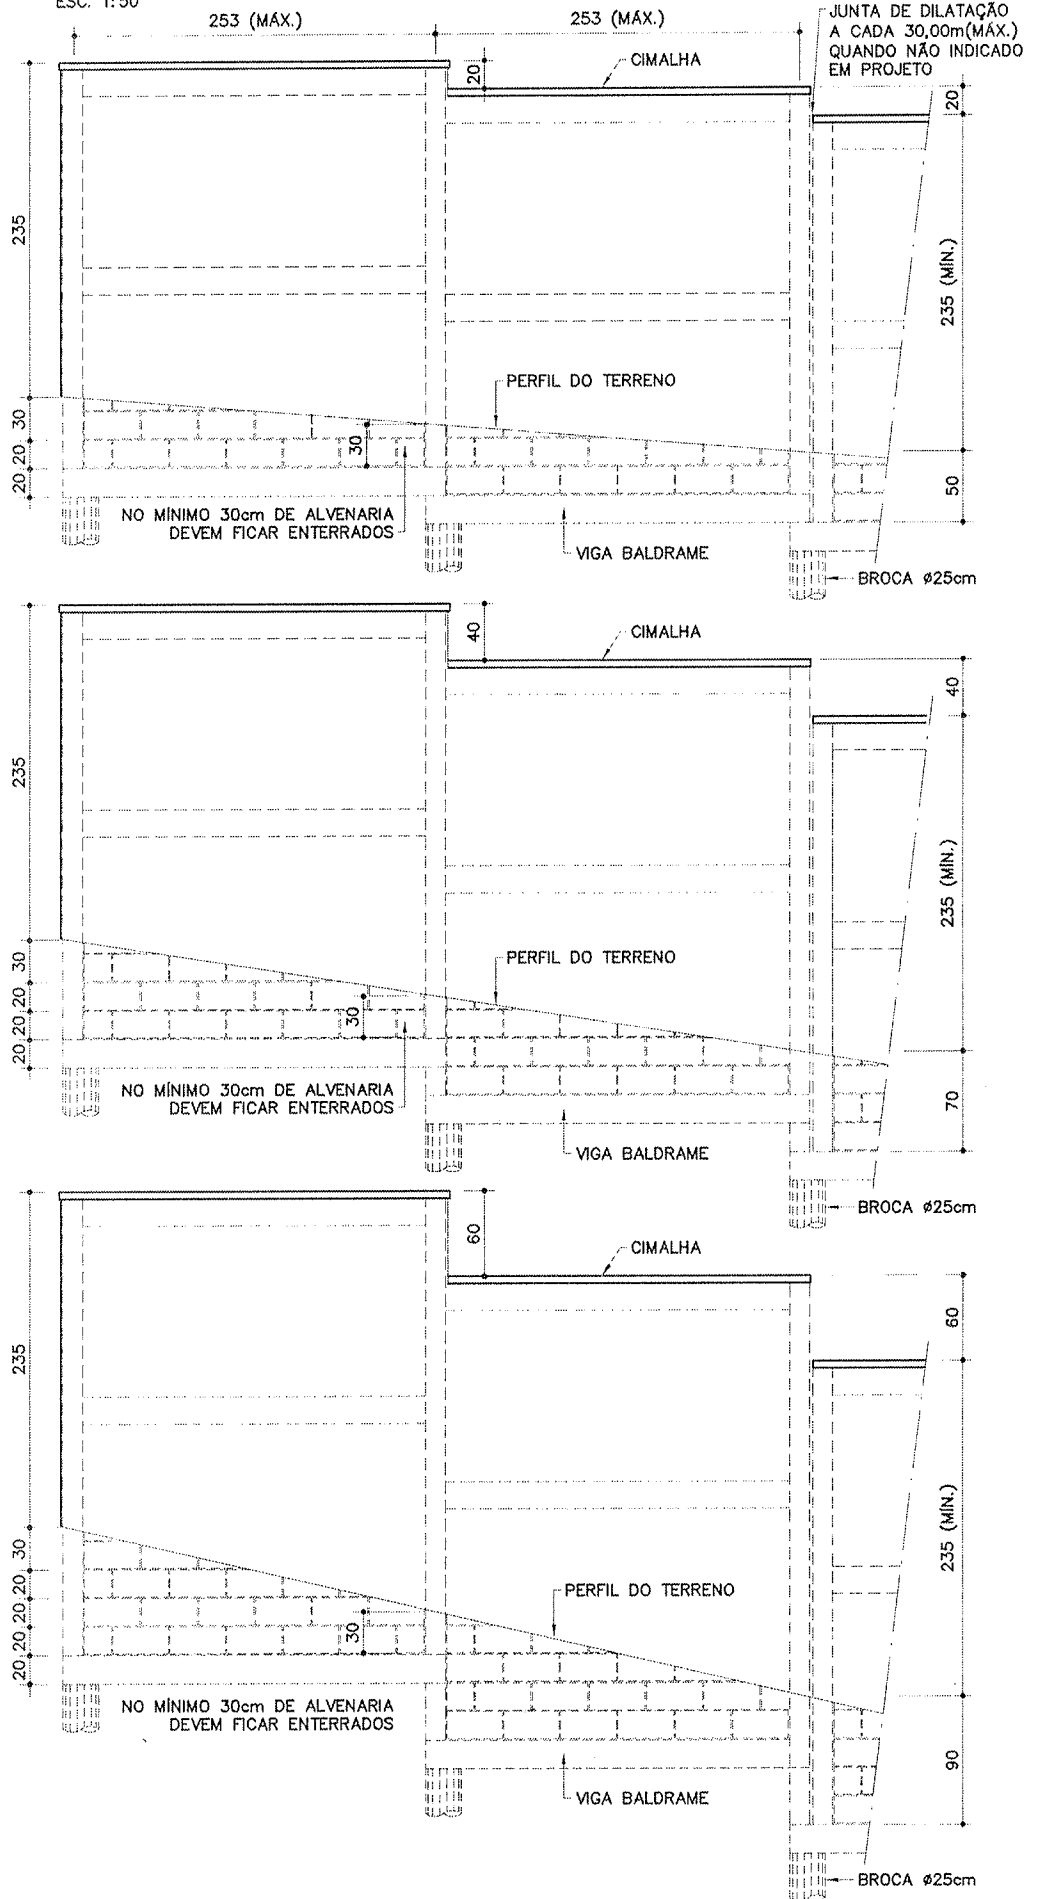 ESC. 1:50
253 (MÁX.)
253 (MÁX.)
JUNTA DE DILATAÇÃO
A CADA 30,00m(MÁX.)
QUANDO NÃO INDICADO
EM PROJETO
20
CIMALHA
20
235
235 (MÍN.)
PERFIL DO TERRENO
30
30
20
20
50
NO MÍNIMO 30cm DE ALVENARIA
DEVEM FICAR ENTERRADOS
VIGA BALDRAME
BROCA ø25cm
40
CIMALHA
40
235
235 (MÍN.)
PERFIL DO TERRENO
30
30
20
20
70
NO MÍNIMO 30cm DE ALVENARIA
DEVEM FICAR ENTERRADOS
VIGA BALDRAME
BROCA ø25cm
60
CIMALHA
60
235
235 (MÍN.)
PERFIL DO TERRENO
30
30
20
20
20
90
NO MÍNIMO 30cm DE ALVENARIA
DEVEM FICAR ENTERRADOS
VIGA BALDRAME
BROCA ø25cm